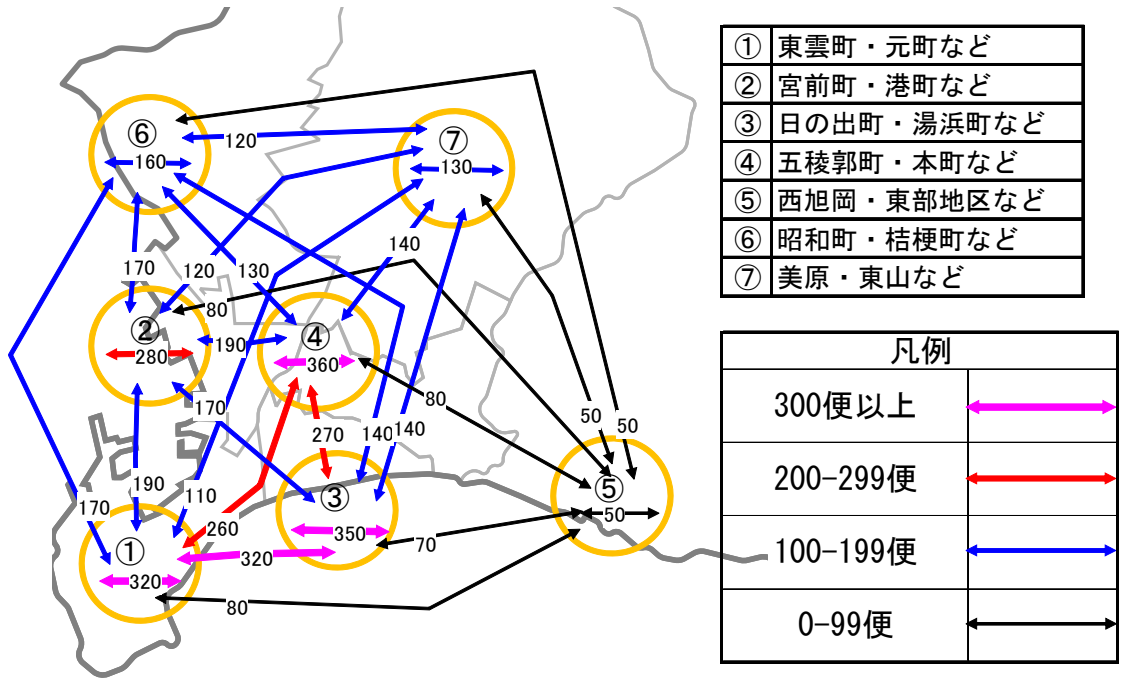 ① 東雲町・元町など
② 宮前町・港町など
③ 日の出町・湯浜町など
④ 五稜郭町・本町など
⑤ 西旭岡・東部地区など
⑥ 昭和町・桔梗町など
⑦ 美原・東山など
凡例
300便以上
200-299便
100-199便
0-99便
⑥
⑦
120
160
130
140
170
120
130
80
②
④
190
280
360
80
50
50
170
270
140
140
190
③
⑤
110
170
260
350
50
①
70
320
320
80